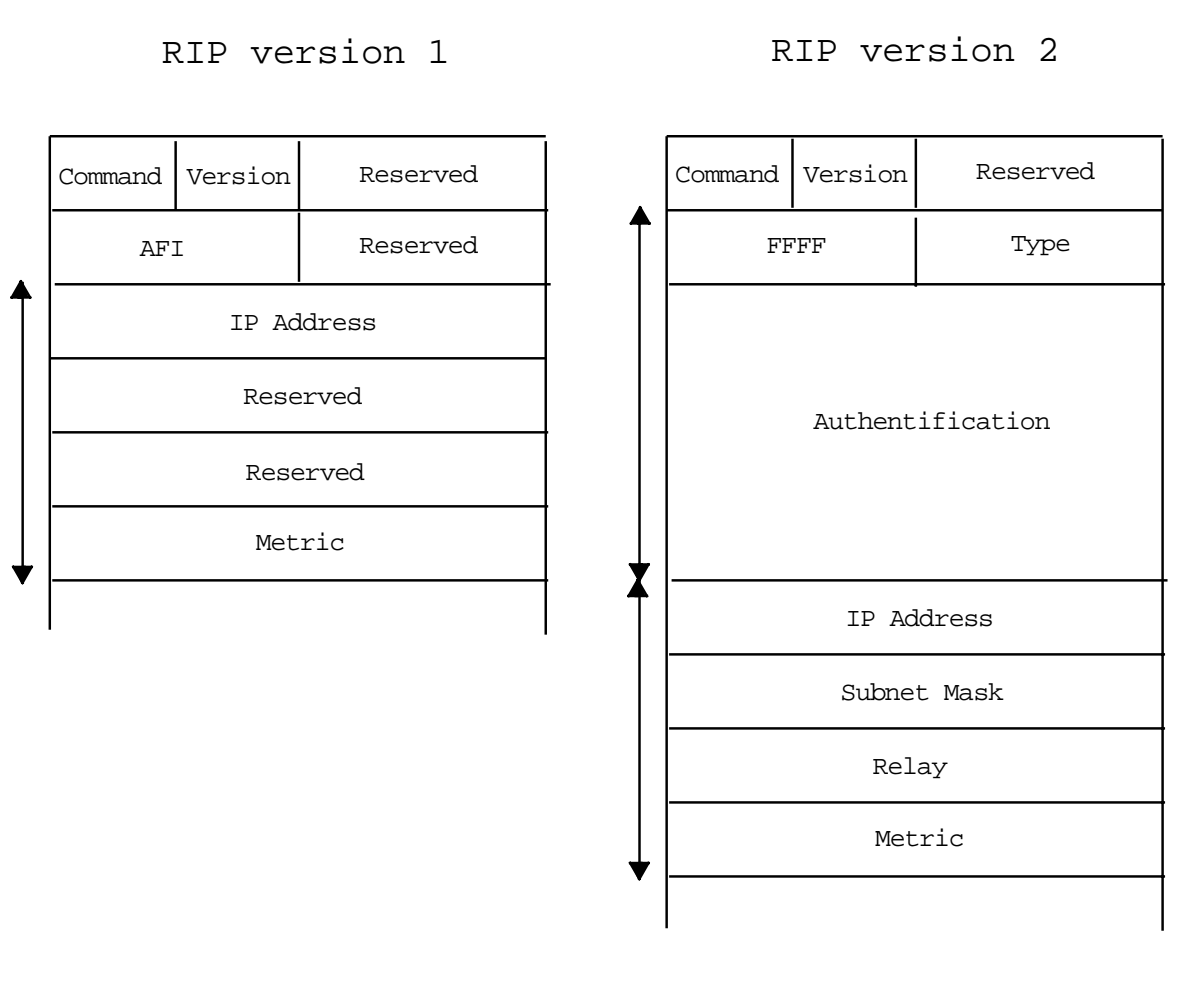 RIP version 1
Command Version Reserved
AFI Reserved
IP Address
Reserved
Reserved
Metric
RIP version 2
Command Version Reserved
FFFF Type
Authentification
IP Address
Subnet Mask
Relay
Metric